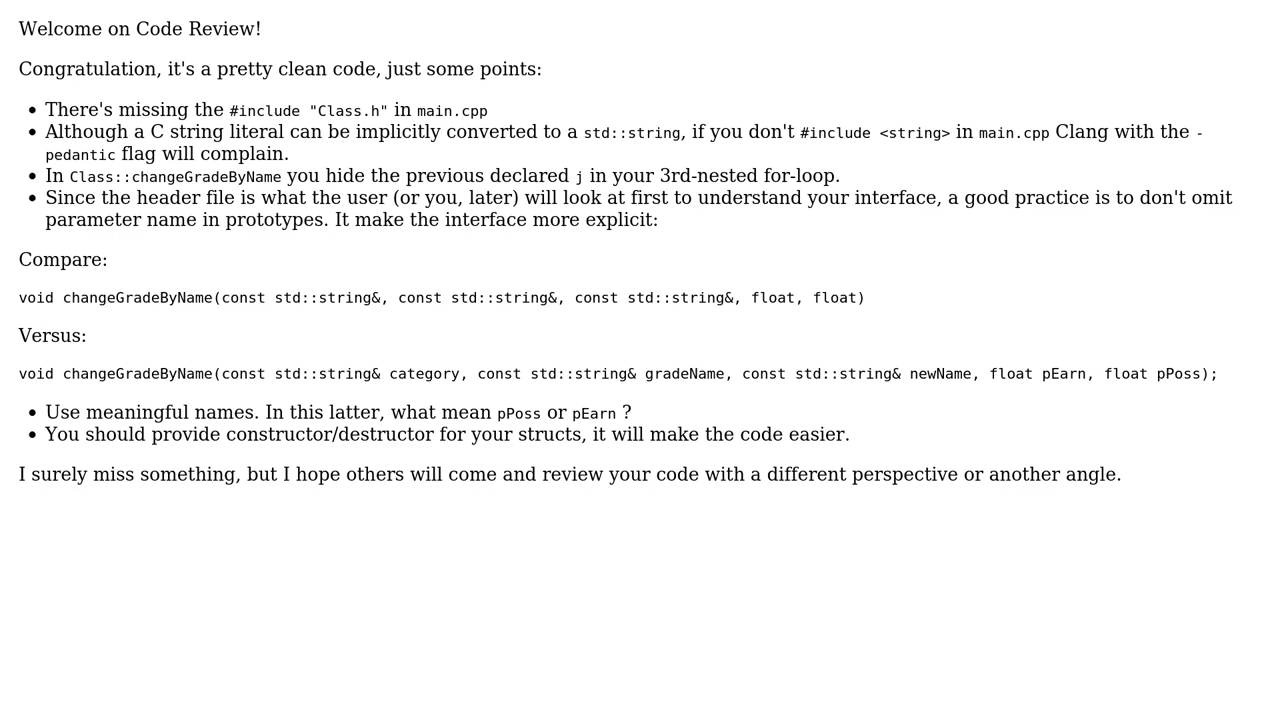 Welcome on Code Review!
Congratulation, it's a pretty clean code, just some points:
• There's missing the #include "Class.h" in main.cpp
• Although a C string literal can be implicitly converted to a std::string, if you don't #include <string> in main.cpp Clang with the -
pedantic flag will complain.
• In Class::changeGradeByName you hide the previous declared j in your 3rd-nested for-loop.
• Since the header file is what the user (or you, later) will look at first to understand your interface, a good practice is to don't omit
parameter name in prototypes. It make the interface more explicit:
Compare:
void changeGradeByName(const std::string&, const std::string&, const std::string&, float, float)
Versus:
void changeGradeByName(const std::string& category, const std::string& gradeName, const std::string& newName, float pEarn, float pPoss);
• Use meaningful names. In this latter, what mean pPoss or pEarn ?
• You should provide constructor/destructor for your structs, it will make the code easier.
I surely miss something, but I hope others will come and review your code with a different perspective or another angle.